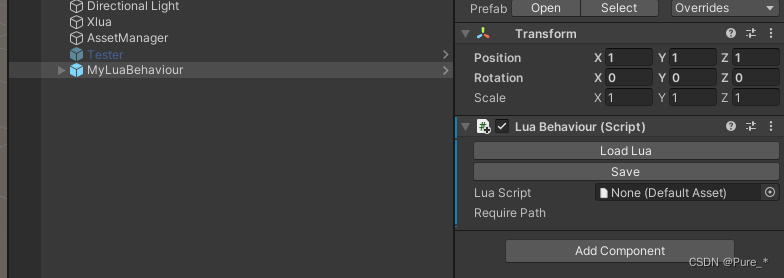 Directional Light
Xlua
AssetManager
Tester
MyLuaBehaviour
Prefab Open Select Overrides
Transform
Position X 1 Y 1 Z 1
Rotation X 0 Y 0 Z 0
Scale X 1 Y 1 Z 1
Lua Behaviour (Script)
Load Lua
Save
Lua Script None (Default Asset)
Require Path
Add Component
CSDN @Pure_*